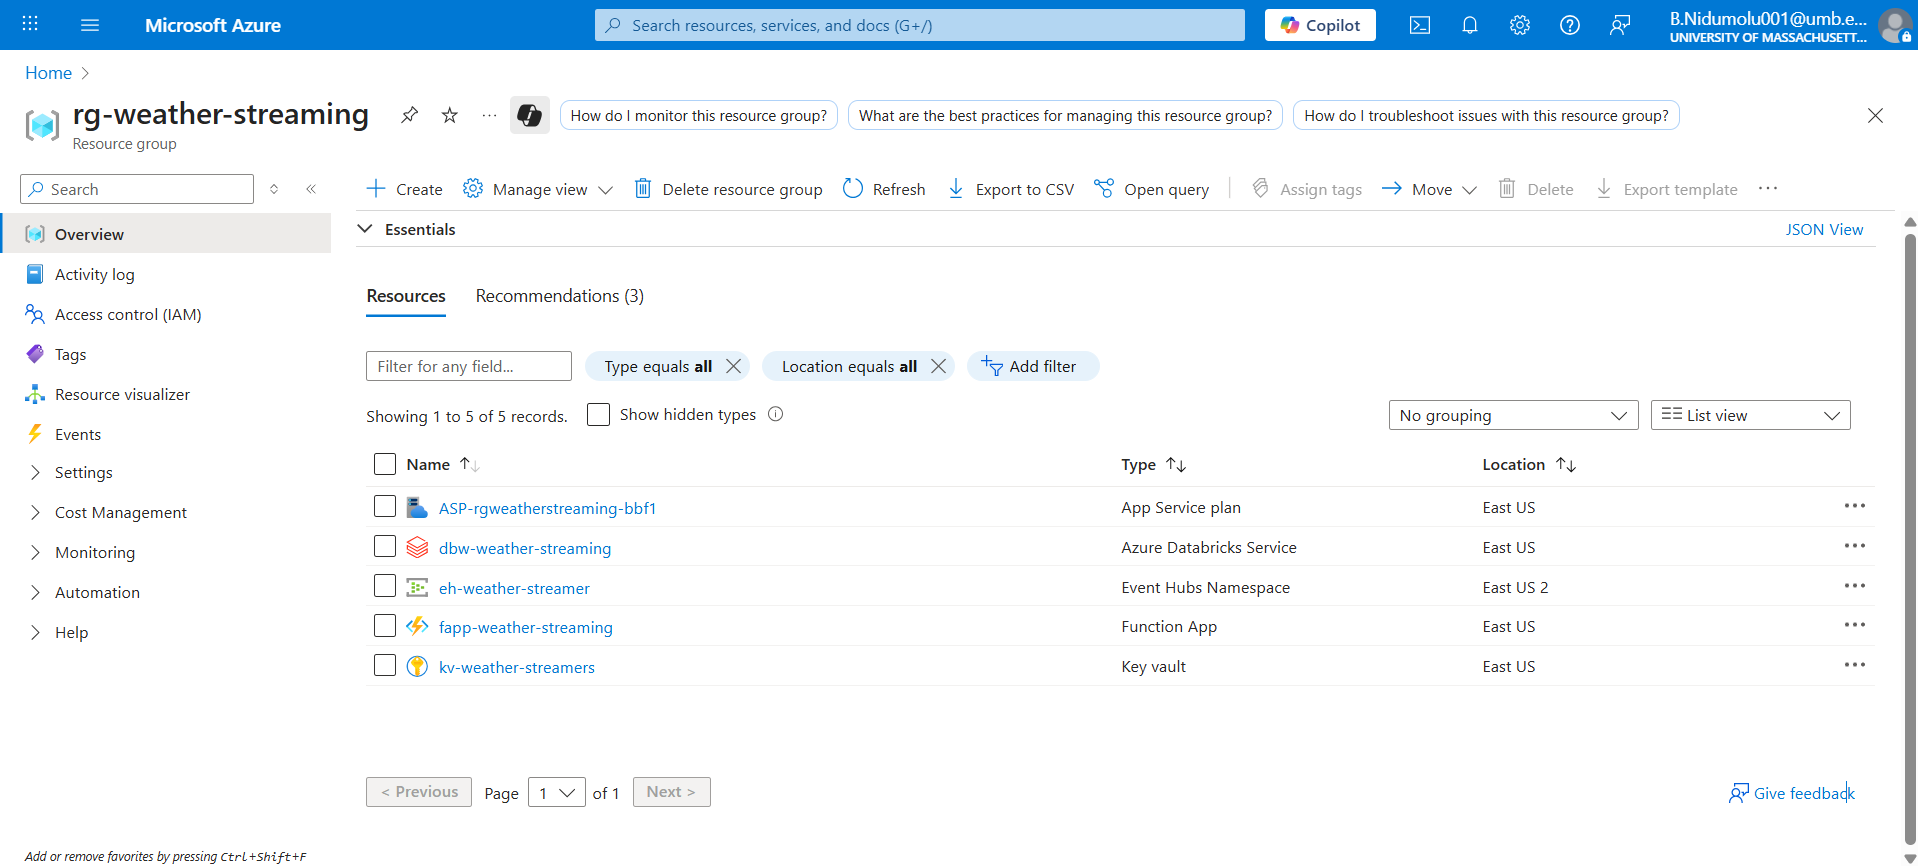 Microsoft Azure
Search resources, services, and docs (G+/)
Copilot
B.Nidumolu001@umb.e...
UNIVERSITY OF MASSACHUSETT...
Home
rg-weather-streaming
Resource group
How do I monitor this resource group?
What are the best practices for managing this resource group?
How do I troubleshoot issues with this resource group?
Search
Create
Manage view
Delete resource group
Refresh
Export to CSV
Open query
Assign tags
Move
Delete
Export template
Overview
Activity log
Access control (IAM)
Tags
Resource visualizer
Events
Settings
Cost Management
Monitoring
Automation
Help
Essentials
JSON View
Resources
Recommendations (3)
Filter for any field...
Type equals all
Location equals all
Add filter
Showing 1 to 5 of 5 records.
Show hidden types
No grouping
List view
Name Type Location
ASP-rgweatherstreaming-bbf1 App Service plan East US
dbw-weather-streaming Azure Databricks Service East US
eh-weather-streamer Event Hubs Namespace East US 2
fapp-weather-streaming Function App East US
kv-weather-streamers Key vault East US
< Previous
Page 1 of 1
Next >
Give feedback
Add or remove favorites by pressing Ctrl+Shift+F